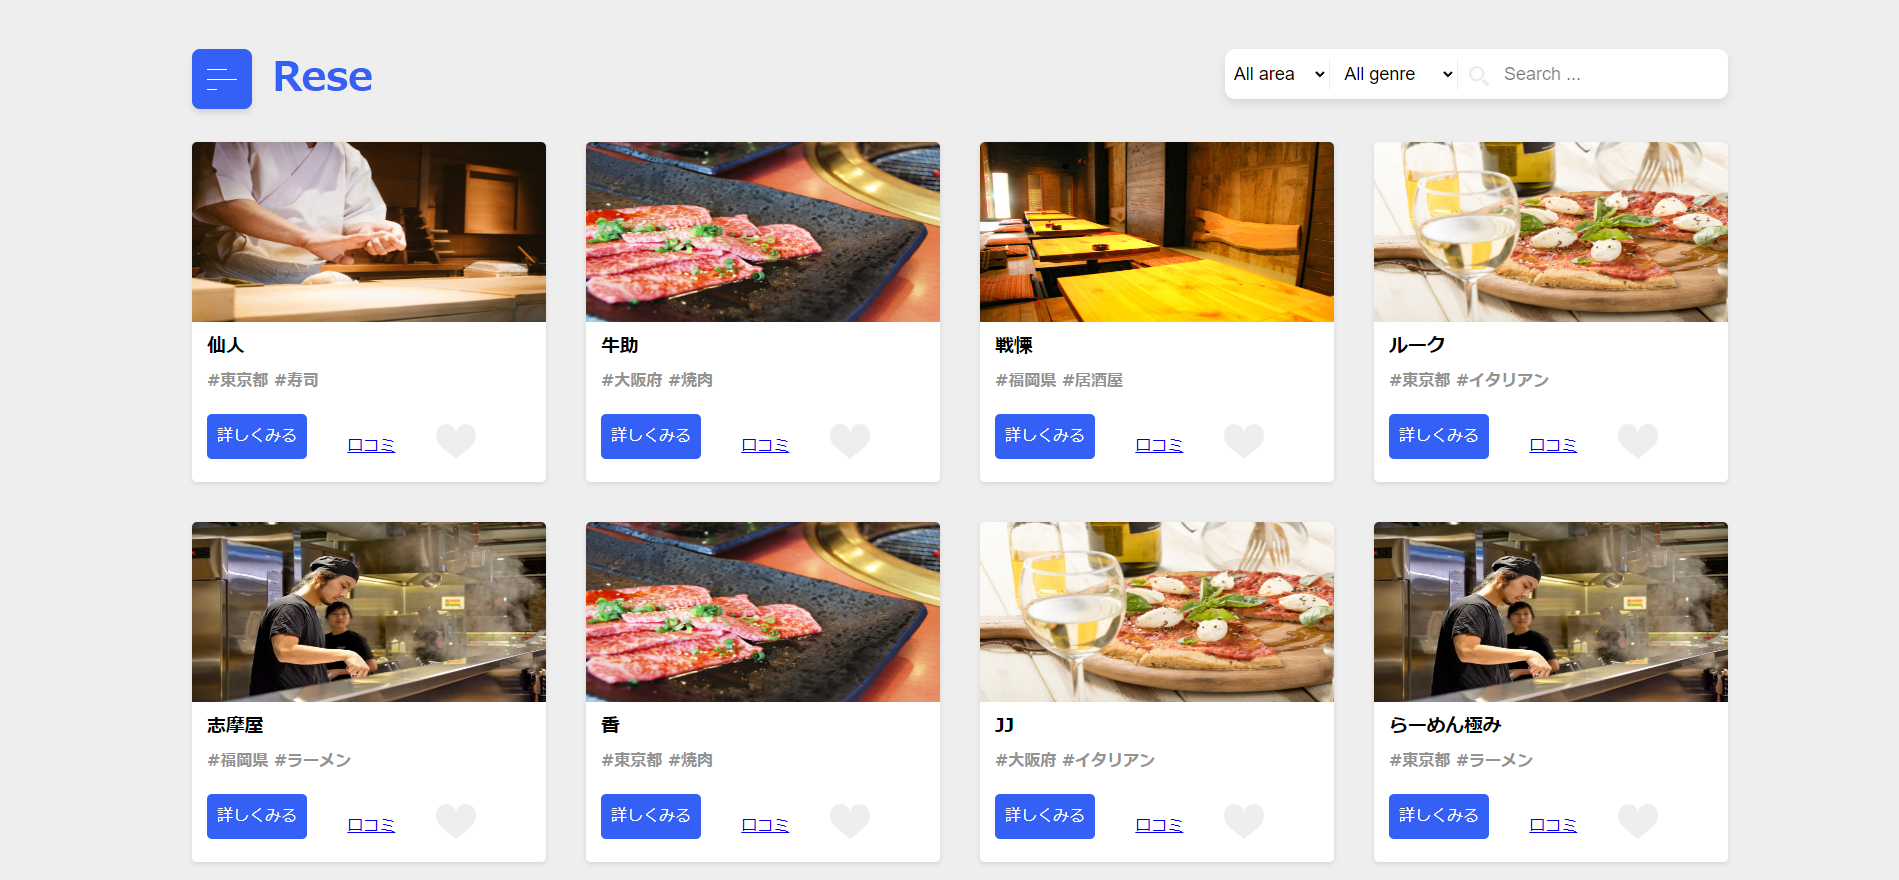 Rese
All area
All genre
Search ...
仙人
#東京都 #寿司
詳しくみる
口コミ
牛助
#大阪府 #焼肉
詳しくみる
口コミ
戦慄
#福岡県 #居酒屋
詳しくみる
口コミ
ルーク
#東京都 #イタリアン
詳しくみる
口コミ
志摩屋
#福岡県 #ラーメン
詳しくみる
口コミ
香
#東京都 #焼肉
詳しくみる
口コミ
JJ
#大阪府 #イタリアン
詳しくみる
口コミ
らーめん極み
#東京都 #ラーメン
詳しくみる
口コミ